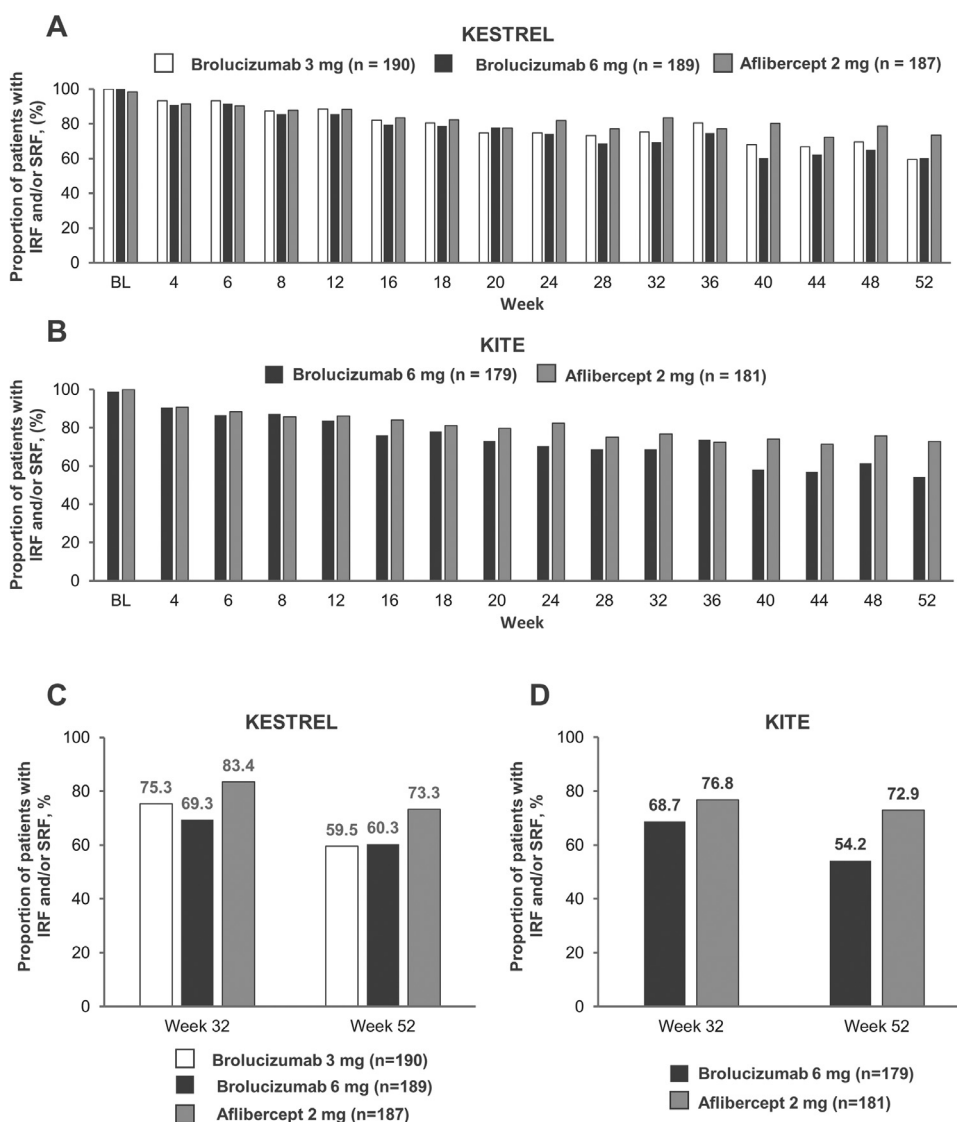 A
KESTREL
Brolucizumab 3 mg (n = 190) Brolucizumab 6 mg (n = 189) Aflibercept 2 mg (n = 187)
Proportion of patients with
IRF and/or SRF, (%)
100
80
60
40
20
0
BL 4 6 8 12 16 18 20 24 28 32 36 40 44 48 52
Week
B
KITE
Brolucizumab 6 mg (n = 179) Aflibercept 2 mg (n = 181)
Proportion of patients with
IRF and/or SRF, (%)
100
80
60
40
20
0
BL 4 6 8 12 16 18 20 24 28 32 36 40 44 48 52
Week
C
KESTREL
Proportion of patients with
IRF and/or SRF, %
100
80
60
40
20
0
75.3 69.3 83.4 59.5 60.3 73.3
Week 32 Week 52
Brolucizumab 3 mg (n=190)
Brolucizumab 6 mg (n=189)
Aflibercept 2 mg (n=187)
D
KITE
Proportion of patients with
IRF and/or SRF, %
100
80
60
40
20
0
68.7 76.8 54.2 72.9
Week 32 Week 52
Brolucizumab 6 mg (n=179)
Aflibercept 2 mg (n=181)